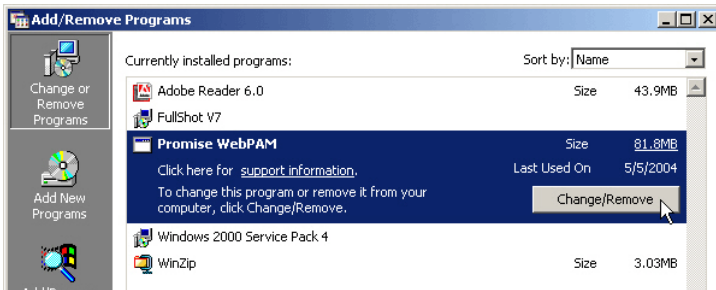 Add/Remove Programs
Change or
Remove
Programs
Add New
Programs
Currently installed programs:
Sort by: Name
Adobe Reader 6.0 Size 43.9MB
FullShot V7
Promise WebPAM Size 81.8MB
Click here for support information. Last Used On 5/5/2004
To change this program or remove it from your
computer, click Change/Remove.
Change/Remove
Windows 2000 Service Pack 4
WinZip Size 3.03MB